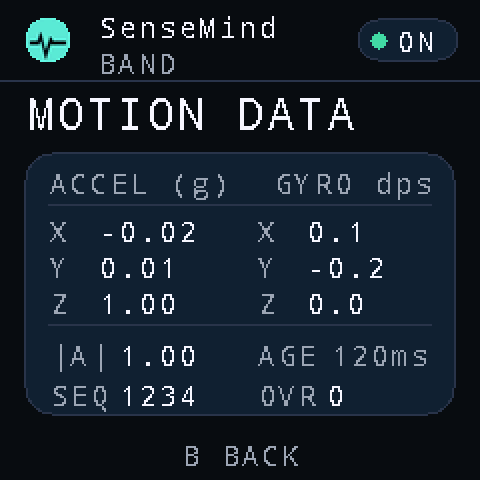 SenseMind
BAND
ON
MOTION DATA
ACCEL (g) GYRO dps
X -0.02 X 0.1
Y 0.01 Y -0.2
Z 1.00 Z 0.0
|A| 1.00 AGE 120ms
SEQ 1234 OVR 0
B BACK